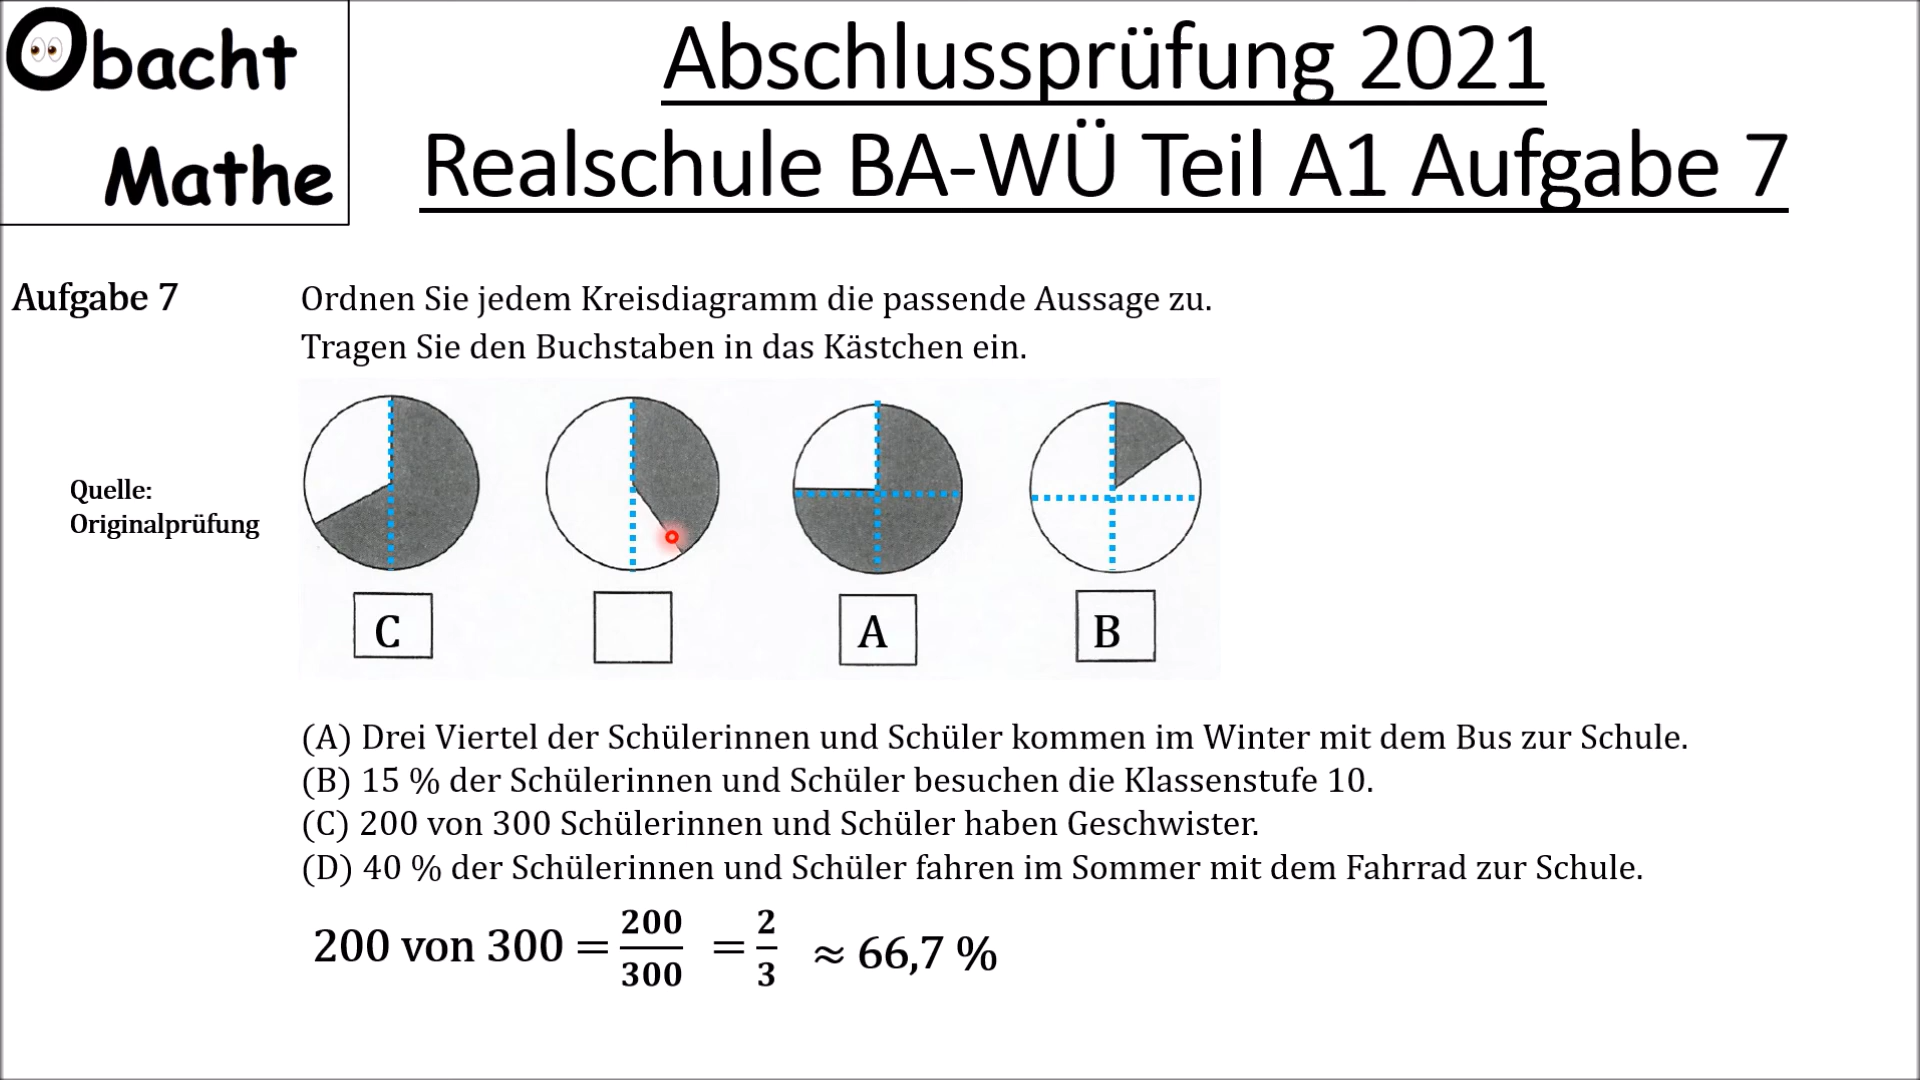 Obacht
Mathe
Abschlussprüfung 2021
Realschule BA-WÜ Teil A1 Aufgabe 7
Aufgabe 7
Ordnen Sie jedem Kreisdiagramm die passende Aussage zu.
Tragen Sie den Buchstaben in das Kästchen ein.
Quelle:
Originalprüfung
C
A
B
(A) Drei Viertel der Schülerinnen und Schüler kommen im Winter mit dem Bus zur Schule.
(B) 15 % der Schülerinnen und Schüler besuchen die Klassenstufe 10.
(C) 200 von 300 Schülerinnen und Schüler haben Geschwister.
(D) 40 % der Schülerinnen und Schüler fahren im Sommer mit dem Fahrrad zur Schule.
200 von 300 = 200/300 = 2/3 ≈ 66,7 %